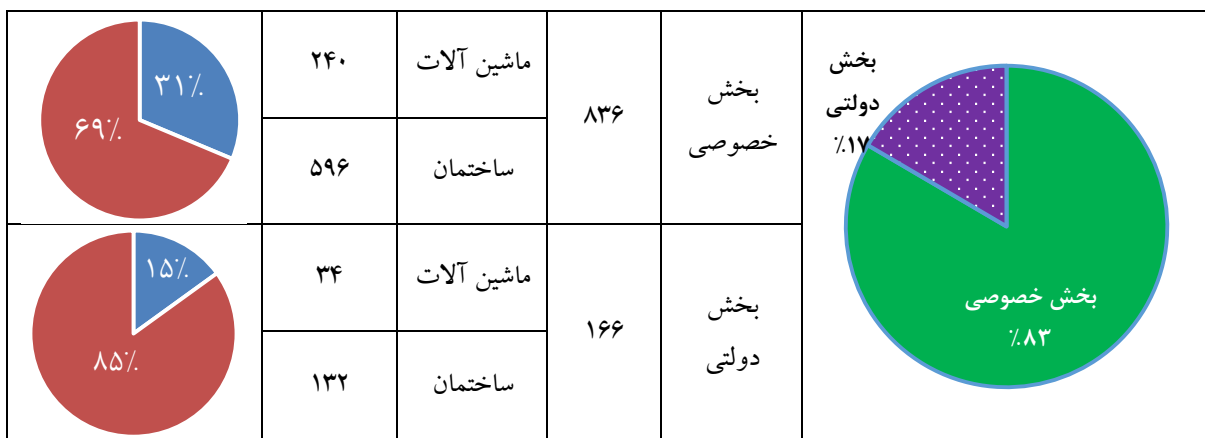 بخش
دولتی
٪۱۷
بخش خصوصی
٪۸۳
بخش
خصوصی
۸۳۶
ماشین آلات
۲۴۰
ساختمان
۵۹۶
۳۱٪
۶۹٪
بخش
دولتی
۱۶۶
ماشین آلات
۳۴
ساختمان
۱۳۲
۱۵٪
۸۵٪